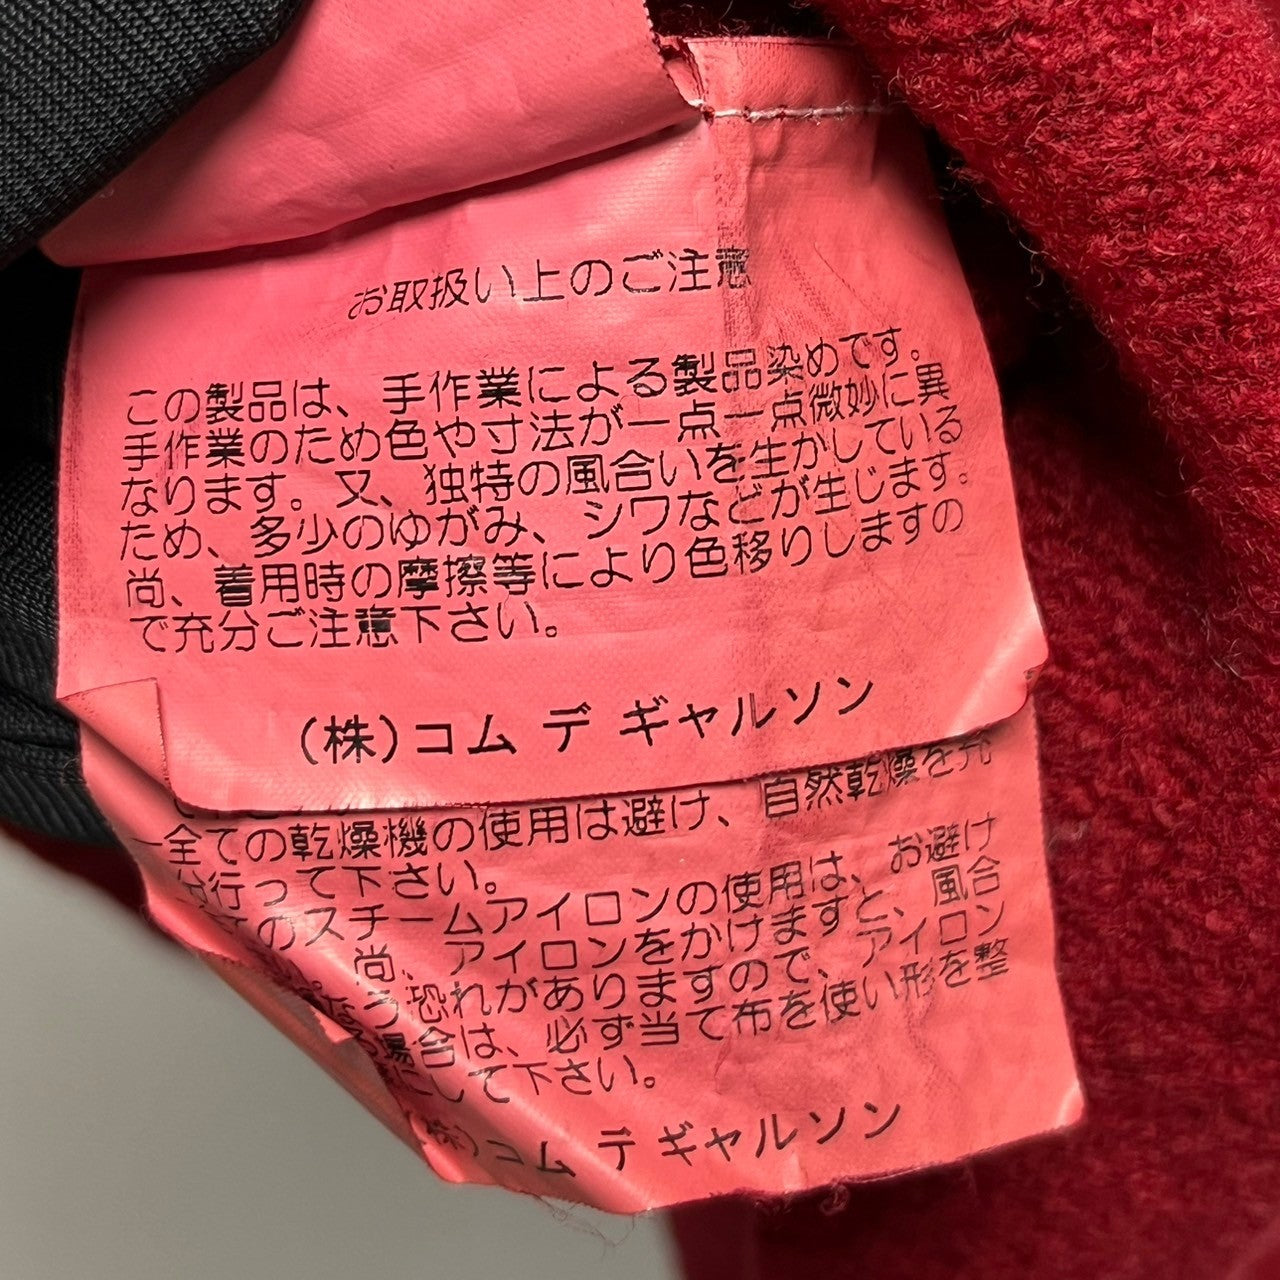 お取扱い上のご注意
この製品は、手作業による製品染めです。
手作業のため色や寸法が一点一点微妙に異
なります。又、独特の風合いを生かしている
ため、多少のゆがみ、シワなどが生じます。
尚、着用時の摩擦等により色移りしますの
で充分ご注意下さい。
(株)コム デ ギャルソン
全ての乾燥機の使用は避け、自然乾燥を充
行って下さい。
てのスチームアイロンの使用は、お避け
尚、アイロンをかけますと、風合
う恐れがありますので、アイロン
場合は、必ず当て布を使い形を整
にして下さい。
株)コム デ ギャルソン